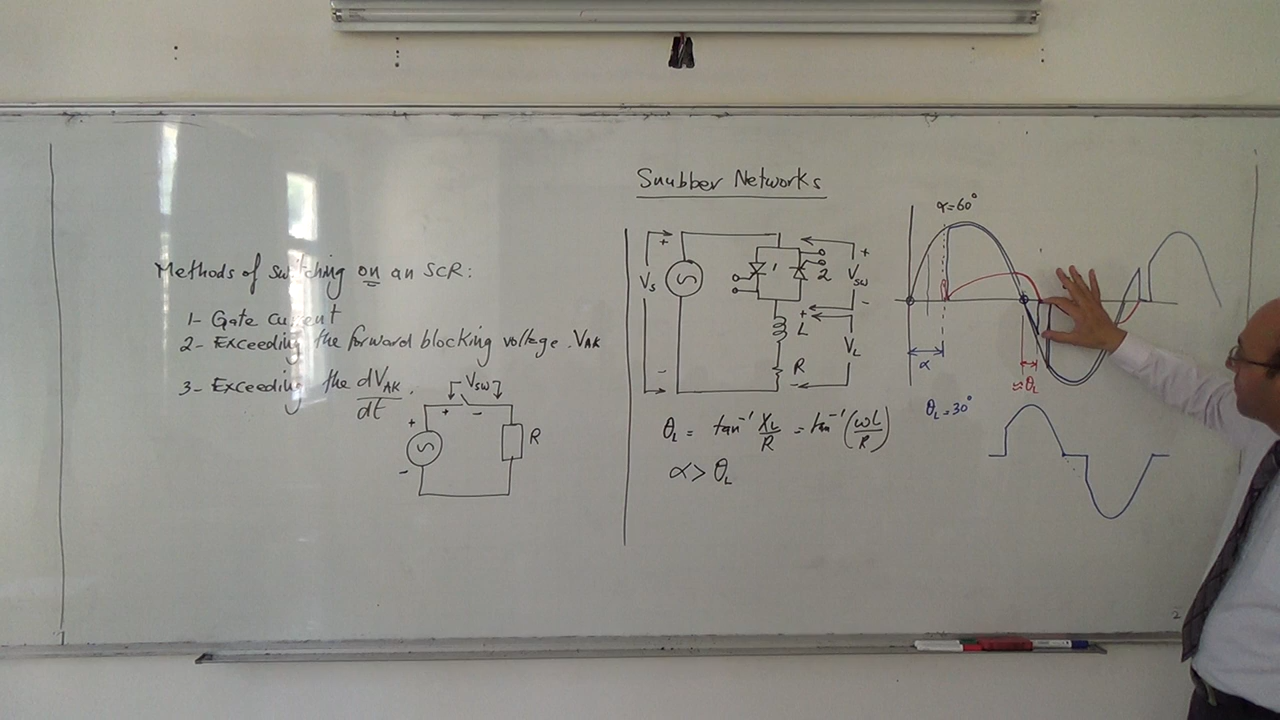 Snubber Networks
Methods of switching on an SCR:
1- Gate current
2- Exceeding the forward blocking voltage. VAK
3- Exceeding the dVAK/dt.
VSW
+ -
+
-
R
+
VS
-
1
2
+
VSW
-
+
L
VL
R
-
θL = tan⁻¹ XL/R = tan⁻¹ (ωL/R)
α > θL
α=60°
α
≈θL
θL=30°
2